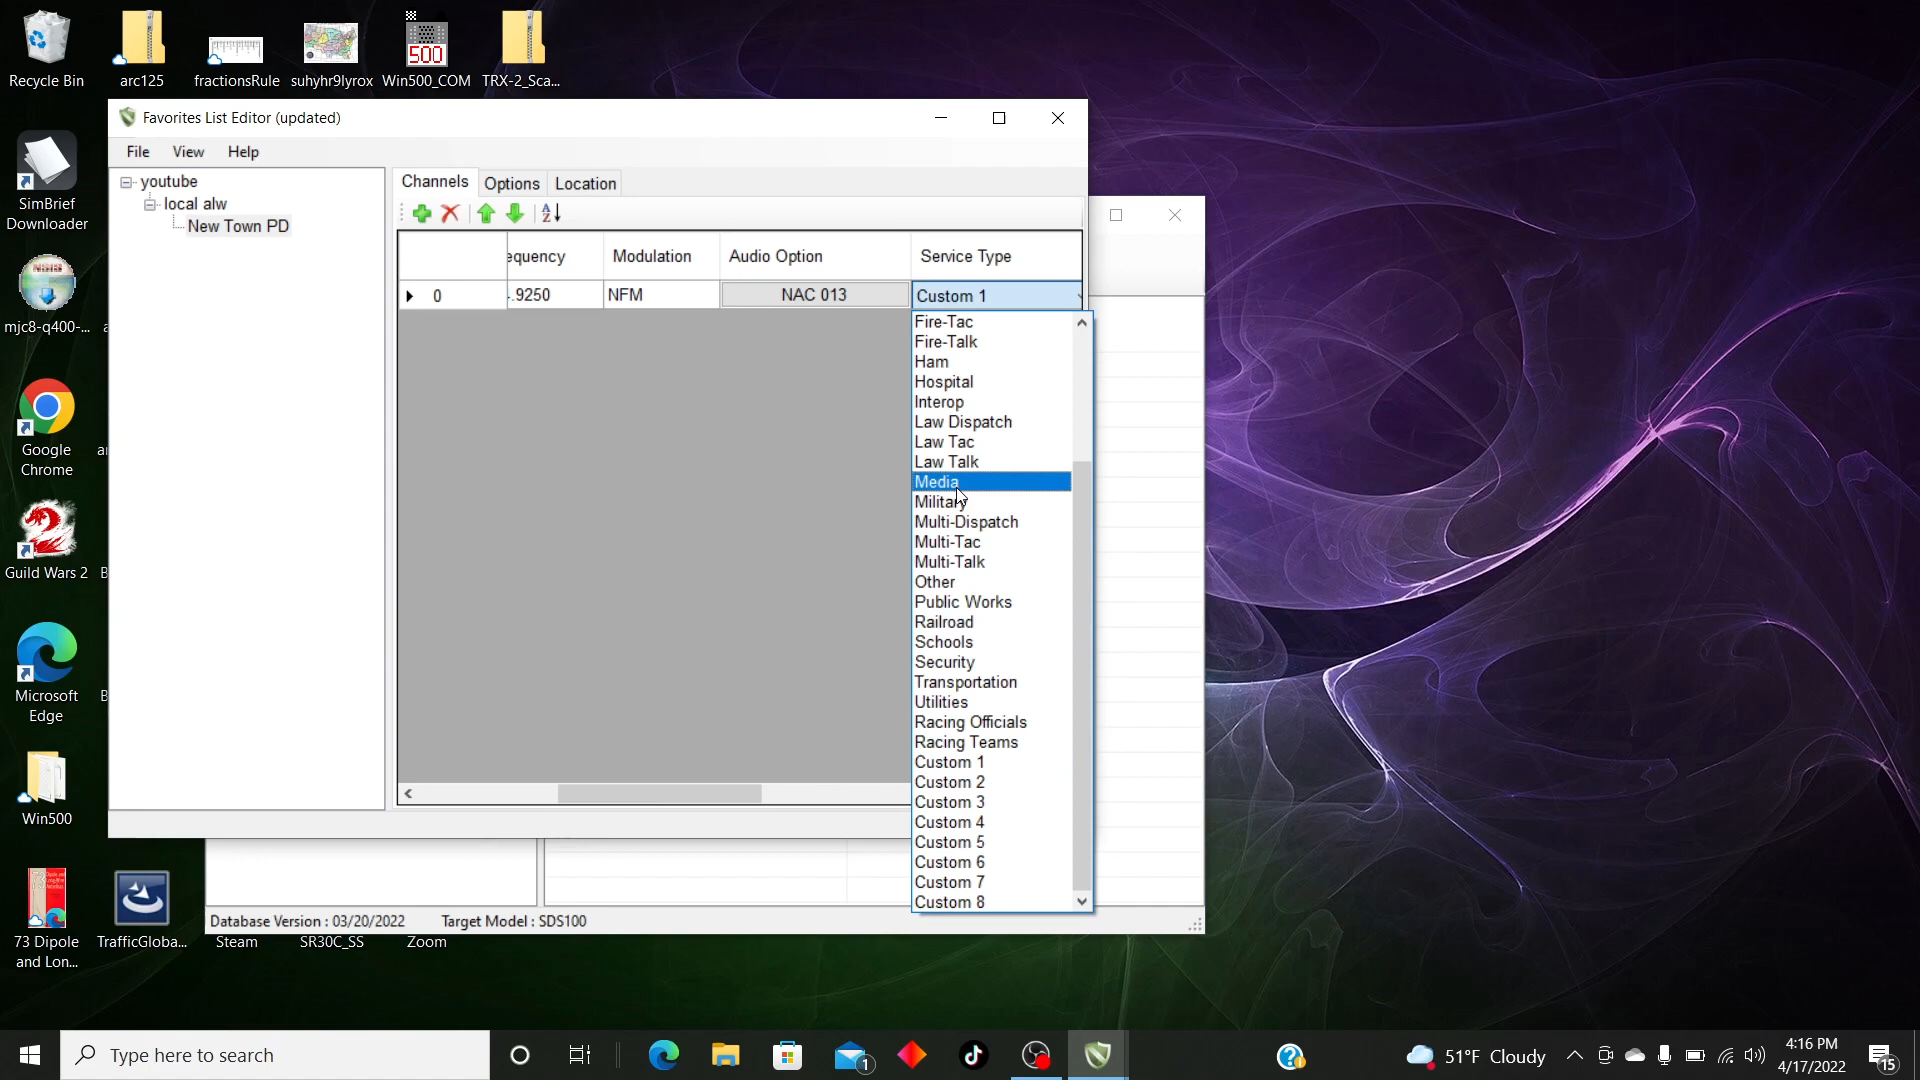 Recycle Bin
arc125
fractionsRule
suhyhr9lyrox
500
Win500_COM
TRX-2_Sca...
SimBrief
Downloader
mjc8-q400-...
Google
Chrome
Guild Wars 2
Microsoft
Edge
Win500
73 Dipole
and Lon...
TrafficGloba...
Steam
SR30C_SS
Zoom
Favorites List Editor (updated)
File
View
Help
youtube
local alw
New Town PD
Channels
Options
Location
equency
Modulation
Audio Option
Service Type
0
.9250
NFM
NAC 013
Custom 1
Fire-Tac
Fire-Talk
Ham
Hospital
Interop
Law Dispatch
Law Tac
Law Talk
Media
Military
Multi-Dispatch
Multi-Tac
Multi-Talk
Other
Public Works
Railroad
Schools
Security
Transportation
Utilities
Racing Officials
Racing Teams
Custom 1
Custom 2
Custom 3
Custom 4
Custom 5
Custom 6
Custom 7
Custom 8
Database Version : 03/20/2022
Target Model : SDS100
Type here to search
1
51°F Cloudy
4:16 PM
4/17/2022
15